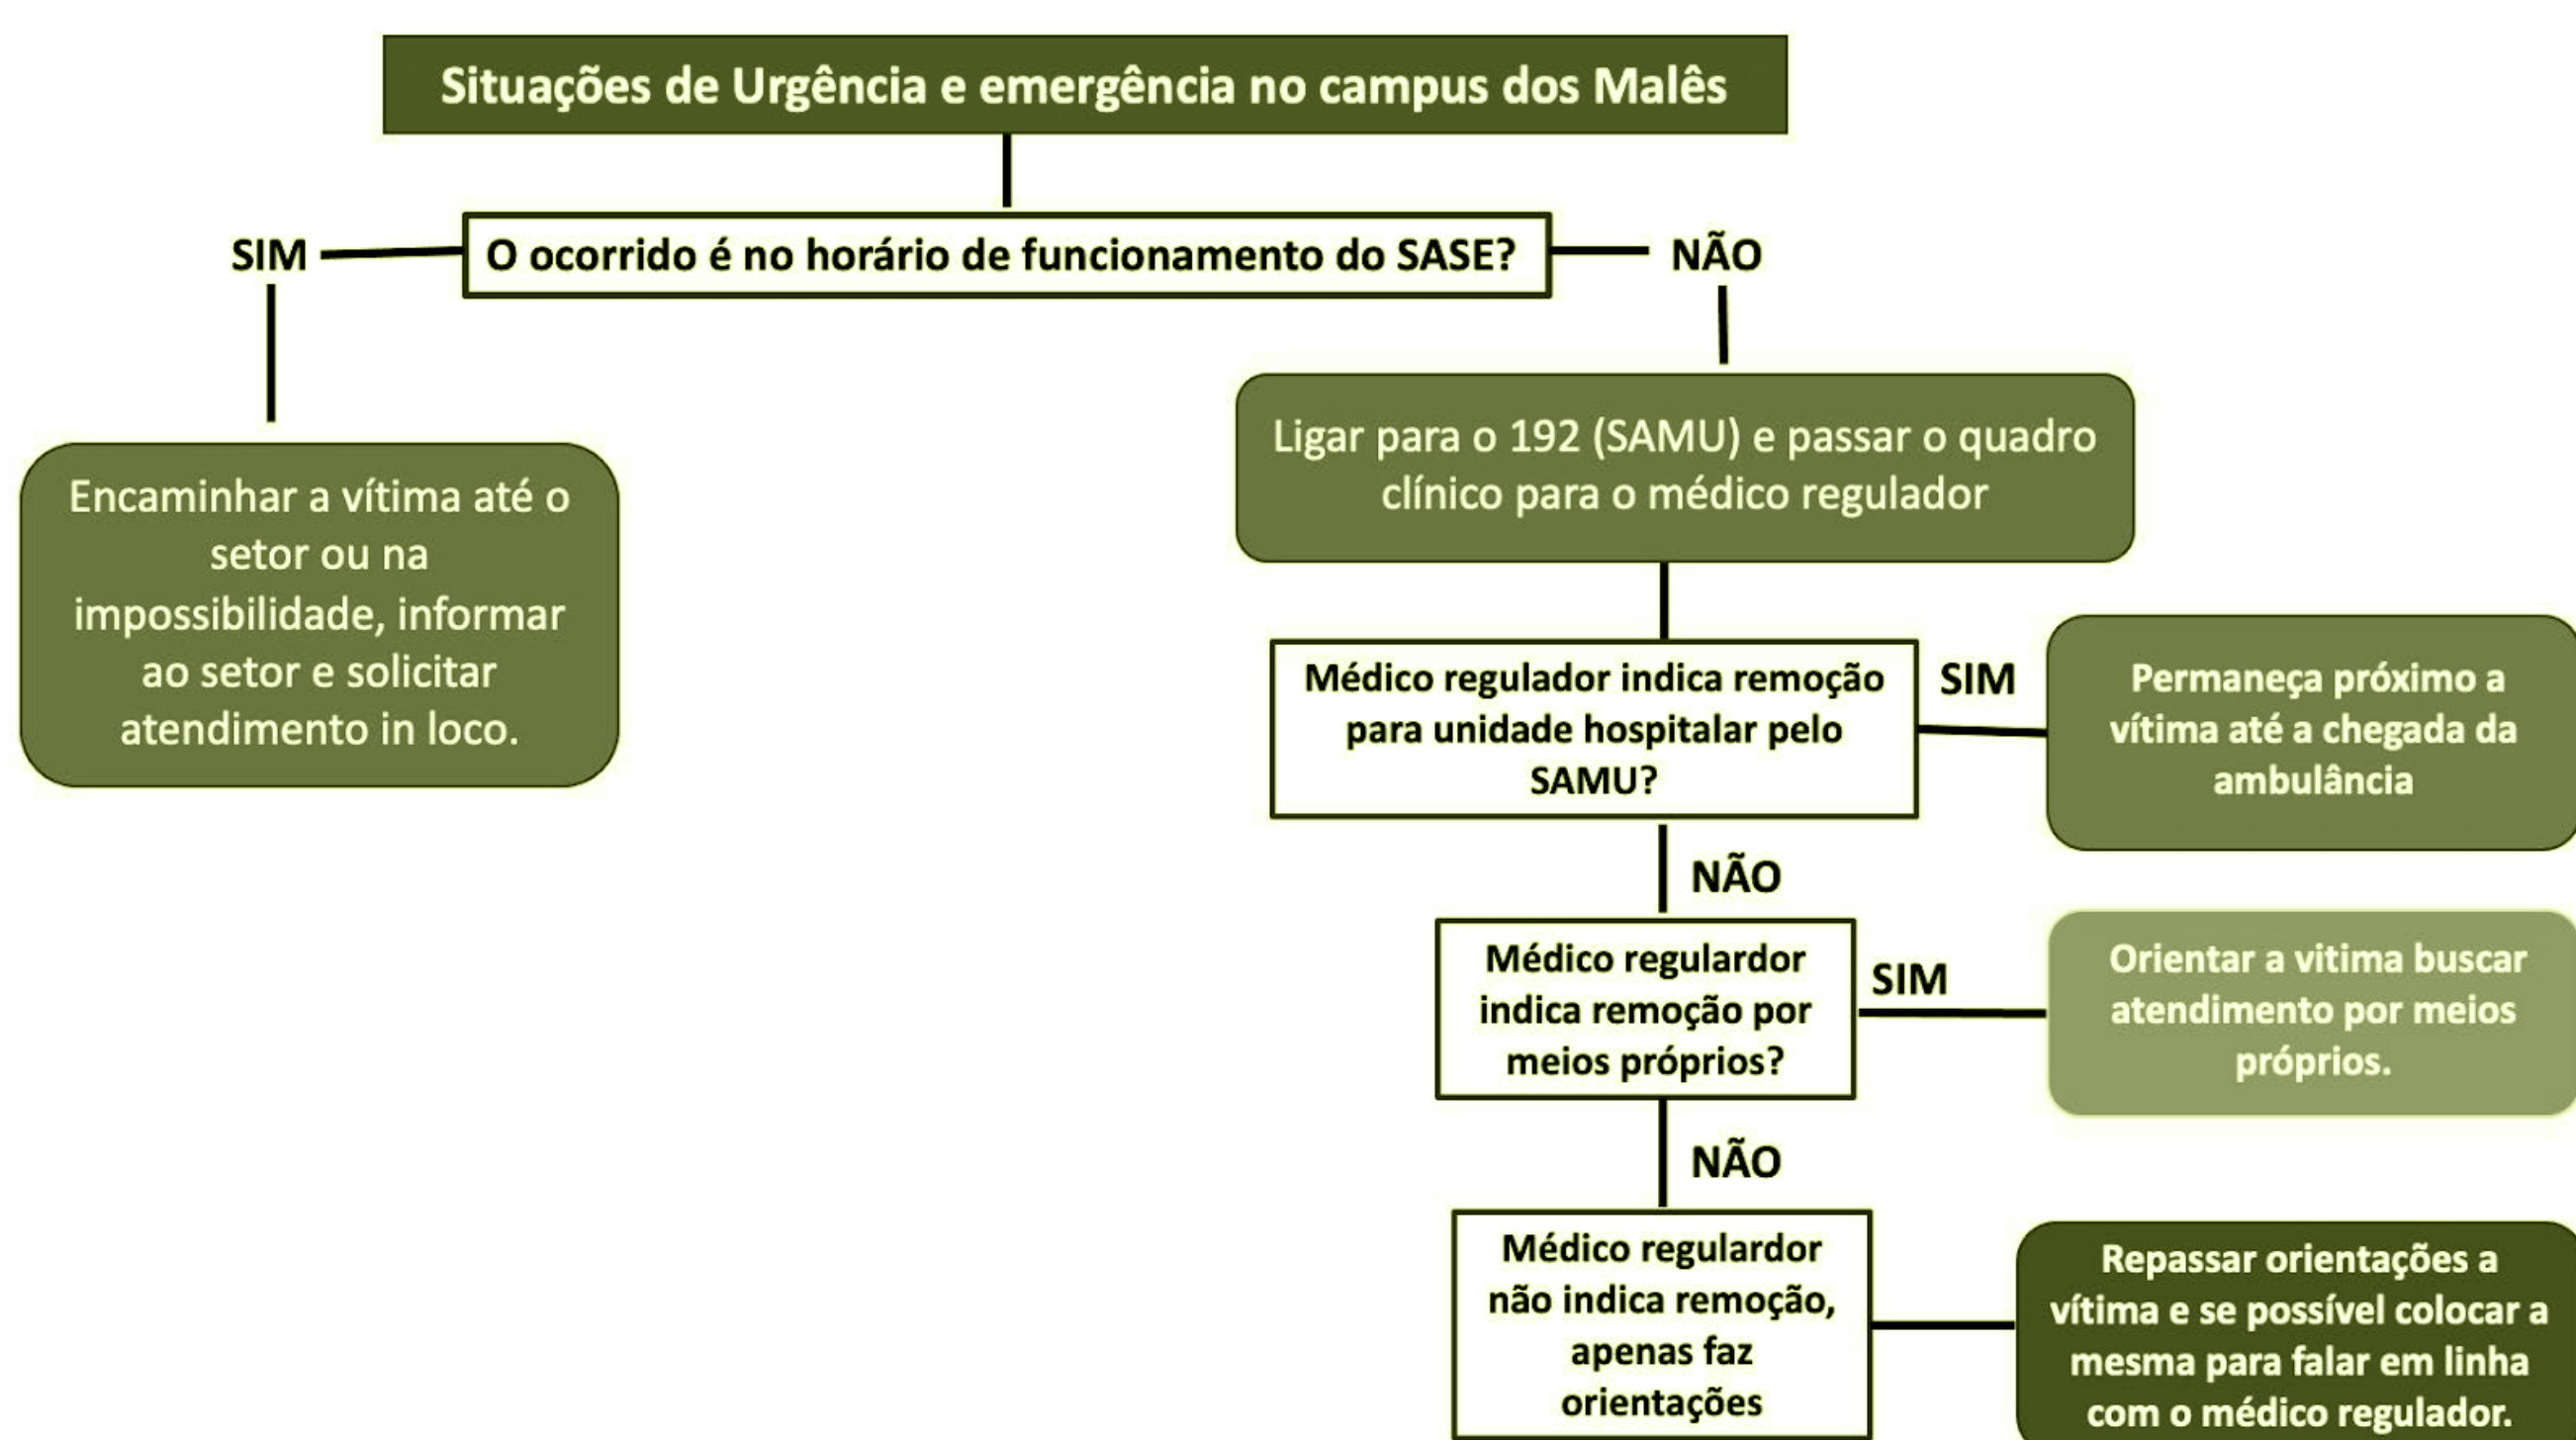 Situações de Urgência e emergência no campus dos Malês
SIM
O ocorrido é no horário de funcionamento do SASE?
NÃO
Encaminhar a vítima até o
setor ou na
impossibilidade, informar
ao setor e solicitar
atendimento in loco.
Ligar para o 192 (SAMU) e passar o quadro
clínico para o médico regulador
Médico regulador indica remoção
para unidade hospitalar pelo
SAMU?
SIM
Permaneça próximo a
vítima até a chegada da
ambulância
NÃO
Médico regulardor
indica remoção por
meios próprios?
SIM
Orientar a vitima buscar
atendimento por meios
próprios.
NÃO
Médico regulardor
não indica remoção,
apenas faz
orientações
Repassar orientações a
vítima e se possível colocar a
mesma para falar em linha
com o médico regulador.